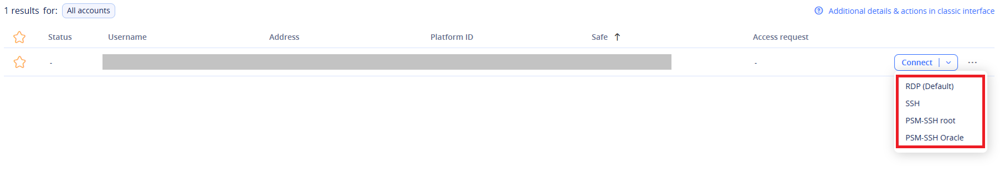 1 results for: All accounts
Additional details & actions in classic interface
Status Username Address Platform ID Safe ↑ Access request
- - Connect ...
RDP (Default)
SSH
PSM-SSH root
PSM-SSH Oracle